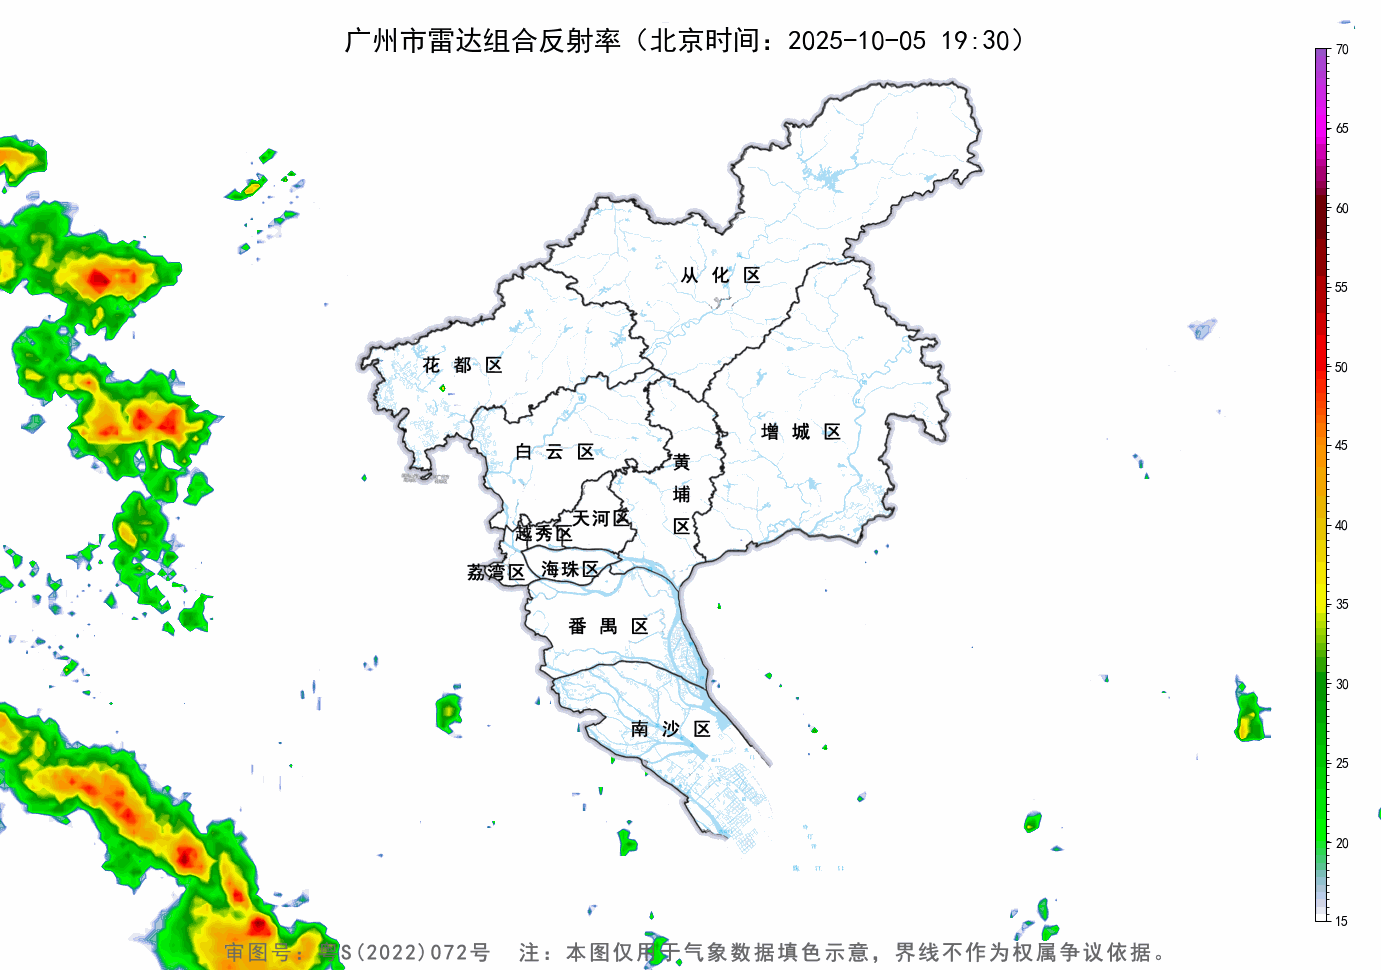 广州市雷达组合反射率（北京时间：2025-10-05 19:30）
70
65
60
55
50
45
40
35
30
25
20
15
从化区
花都区
增城区
白云区
黄埔区
天河区
越秀区
荔湾区
海珠区
番禺区
南沙区
审图号：粤S(2022)072号 注：本图仅用于气象数据填色示意，界线不作为权属争议依据。